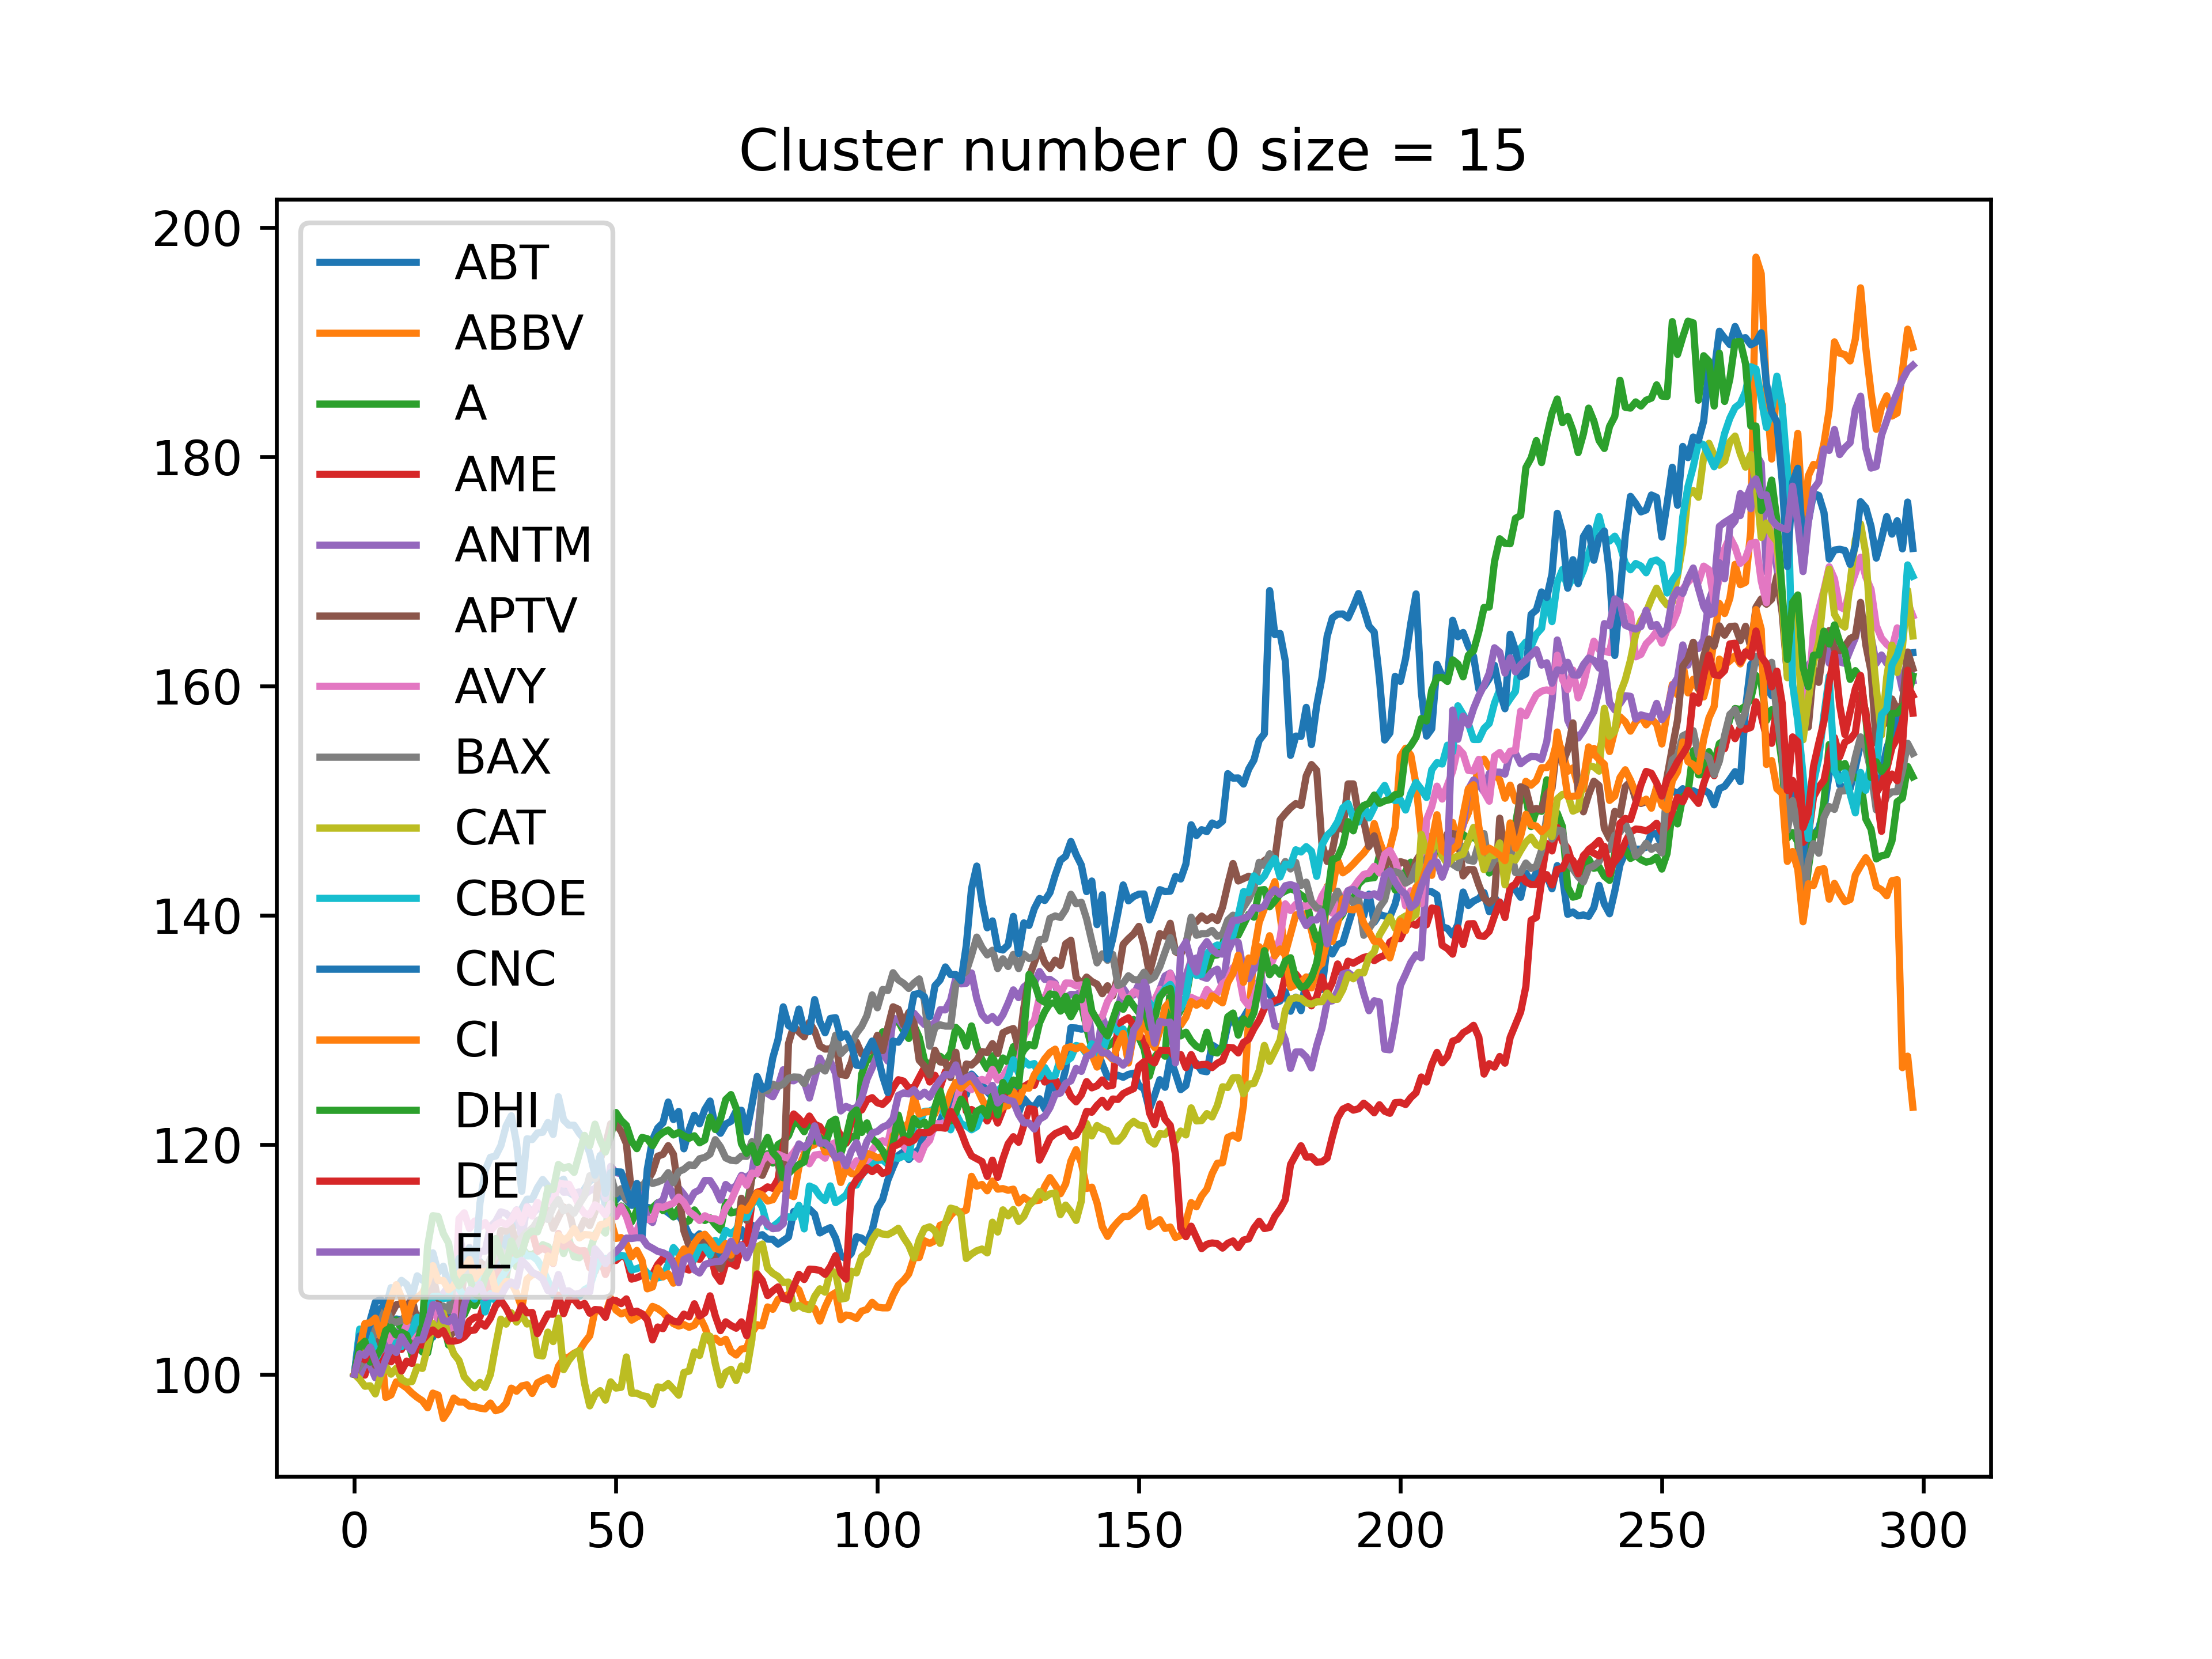 Cluster number 0 size = 15
200
180
160
140
120
100
ABT
ABBV
A
AME
ANTM
APTV
AVY
BAX
CAT
CBOE
CNC
CI
DHI
DE
EL
0 50 100 150 200 250 300